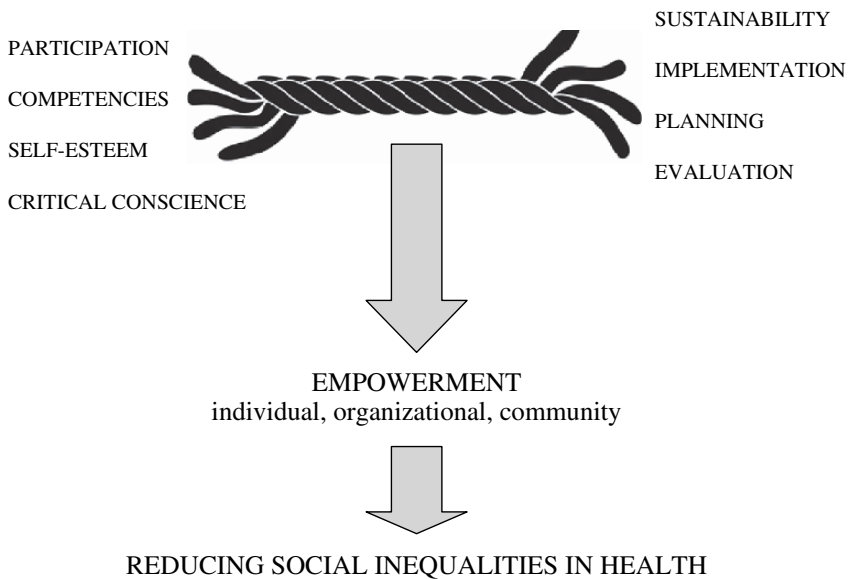 PARTICIPATION
COMPETENCIES
SELF-ESTEEM
CRITICAL CONSCIENCE
SUSTAINABILITY
IMPLEMENTATION
PLANNING
EVALUATION
EMPOWERMENT
individual, organizational, community
REDUCING SOCIAL INEQUALITIES IN HEALTH